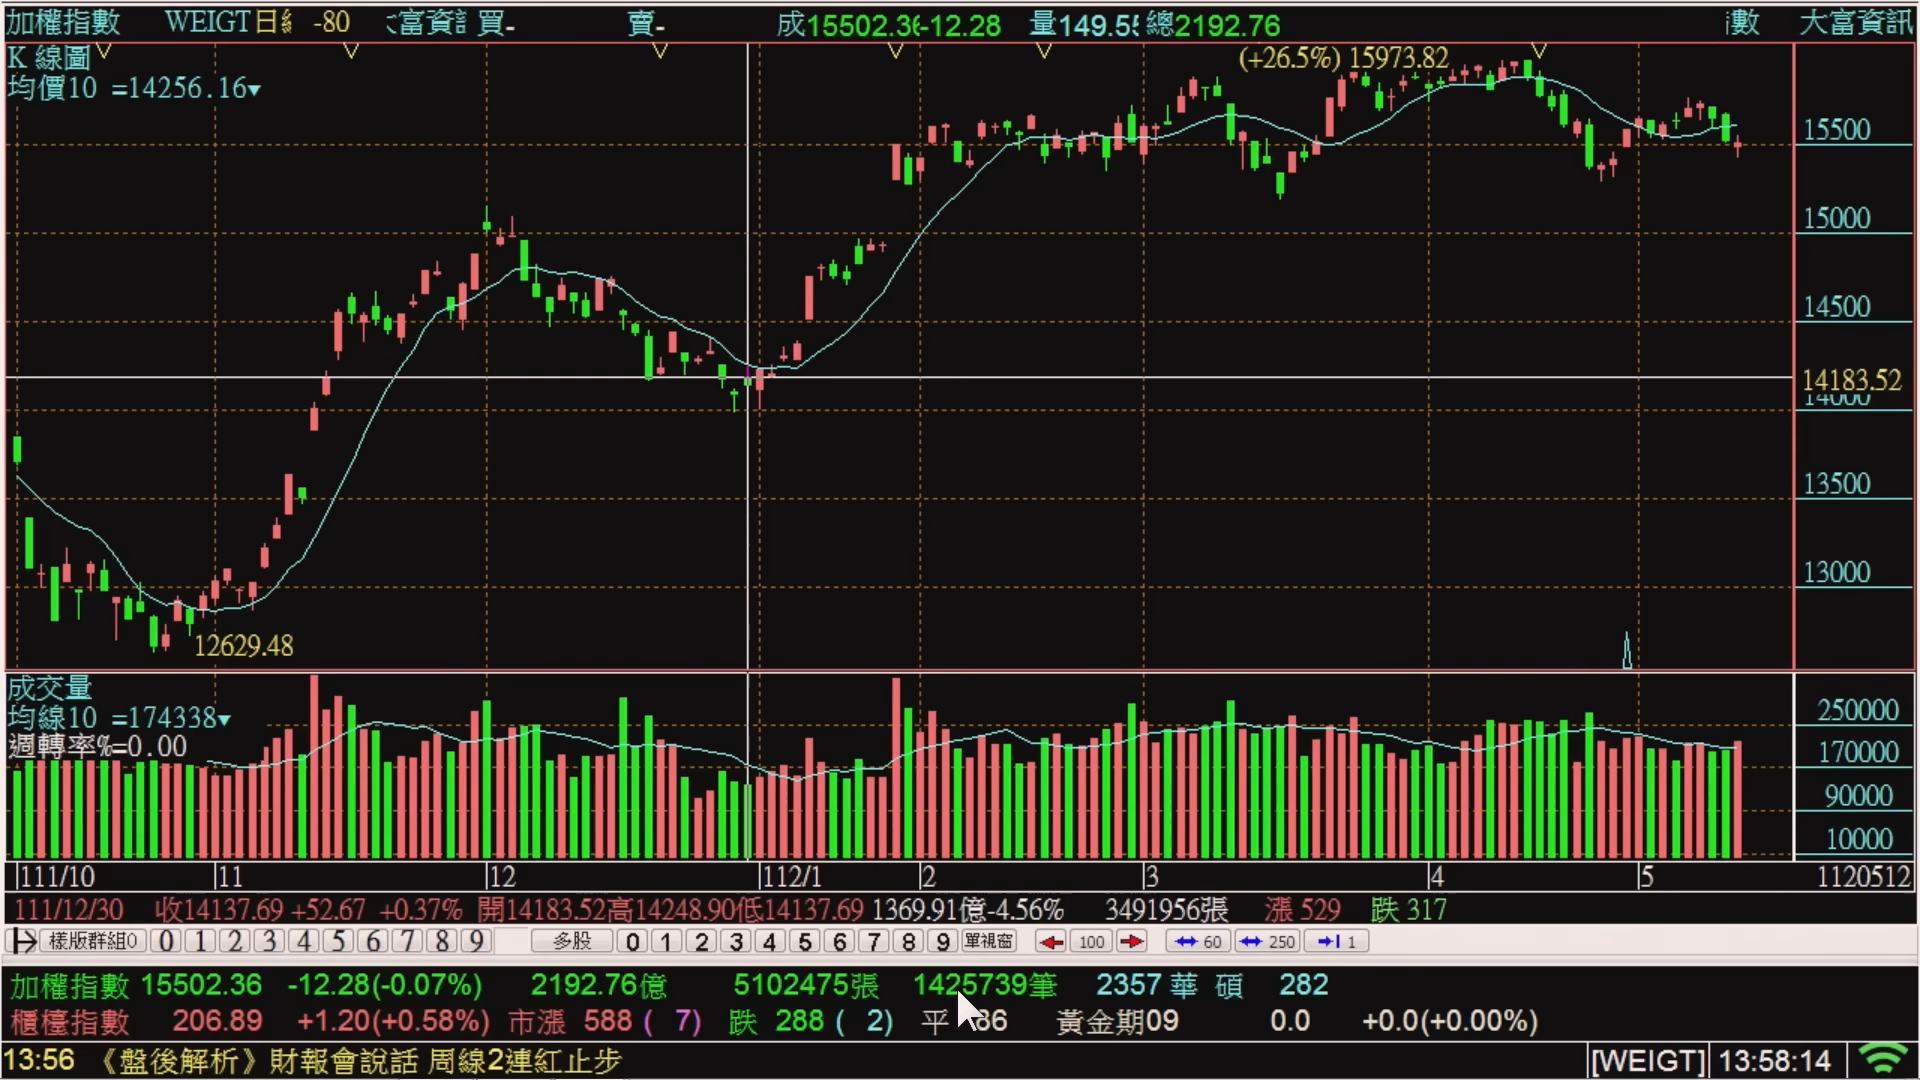 加權指數 WEIGT日 -80 富資 買- 賣- 成15502.36-12.28 量149.55 總2192.76 數 大富資訊
K 線圖
均價10 =14256.16▼
(+26.5%) 15973.82
15500
15000
14500
14183.52
14000
13500
13000
12629.48
成交量
均線10 =174338▼
週轉率%=0.00
250000
170000
90000
10000
111/10 11 12 112/1 2 3 4 5 1120512
111/12/30 收14137.69 +52.67 +0.37% 開14183.52高14248.90低14137.69 1369.91億-4.56% 3491956張 漲 529 跌 317
樣版群組0 0 1 2 3 4 5 6 7 8 9 多股 0 1 2 3 4 5 6 7 8 9 單視窗 100 60 250 1
加權指數 15502.36 -12.28(-0.07%) 2192.76億 5102475張 1425739筆 2357 華 碩 282
櫃檯指數 206.89 +1.20(+0.58%) 市漲 588 ( 7) 跌 288 ( 2) 平 86 黃金期09 0.0 +0.0(+0.00%)
13:56 《盤後解析》財報會說話 周線2連紅止步 [WEIGT] 13:58:14